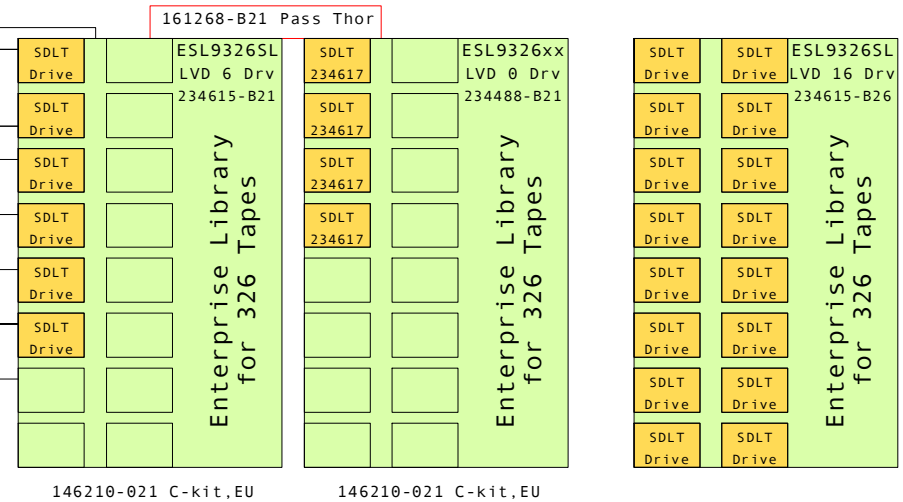 161268-B21 Pass Thor
SDLT
Drive
SDLT
Drive
SDLT
Drive
SDLT
Drive
SDLT
Drive
SDLT
Drive
ESL9326SL
LVD 6 Drv
234615-B21
Enterprise Library
for 326 Tapes
146210-021 C-kit,EU
SDLT
234617
SDLT
234617
SDLT
234617
SDLT
234617
ESL9326xx
LVD 0 Drv
234488-B21
Enterprise Library
for 326 Tapes
146210-021 C-kit,EU
SDLT
Drive
SDLT
Drive
SDLT
Drive
SDLT
Drive
SDLT
Drive
SDLT
Drive
SDLT
Drive
SDLT
Drive
SDLT
Drive
SDLT
Drive
SDLT
Drive
SDLT
Drive
SDLT
Drive
SDLT
Drive
SDLT
Drive
SDLT
Drive
ESL9326SL
LVD 16 Drv
234615-B26
Enterprise Library
for 326 Tapes